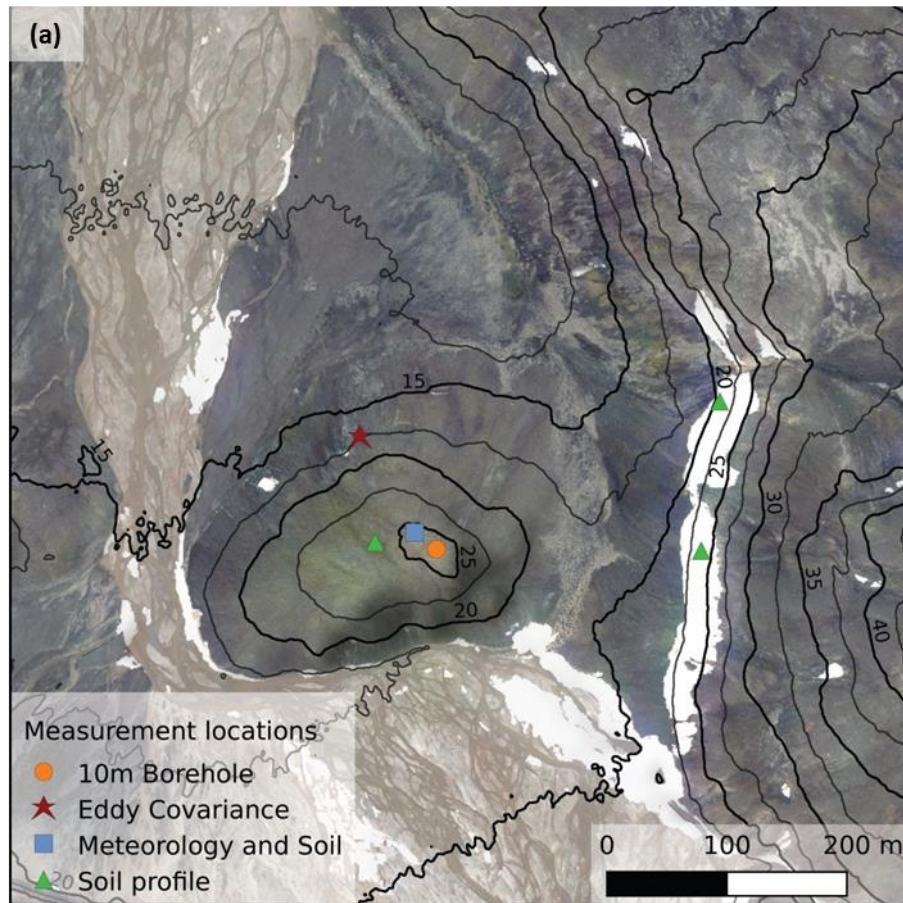 (a)
15
20
15
25
25
30
20
35
40
Measurement locations
10m Borehole
Eddy Covariance
Meteorology and Soil
Soil profile
20
0 100 200 m